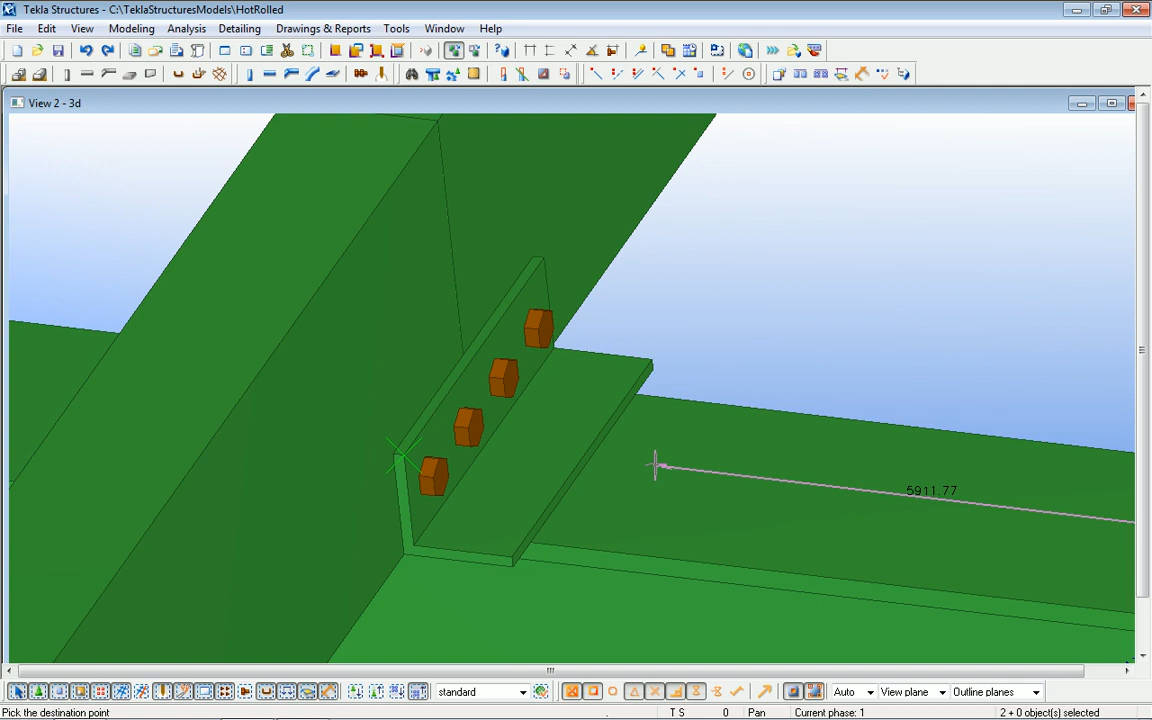 Tekla Structures - C:\TeklaStructuresModels\HotRolled
File Edit View Modeling Analysis Detailing Drawings & Reports Tools Window Help
View 2 - 3d
5911.77
standard Auto View plane Outline planes
Pick the destination point T S 0 Pan Current phase: 1 2 + 0 object(s) selected